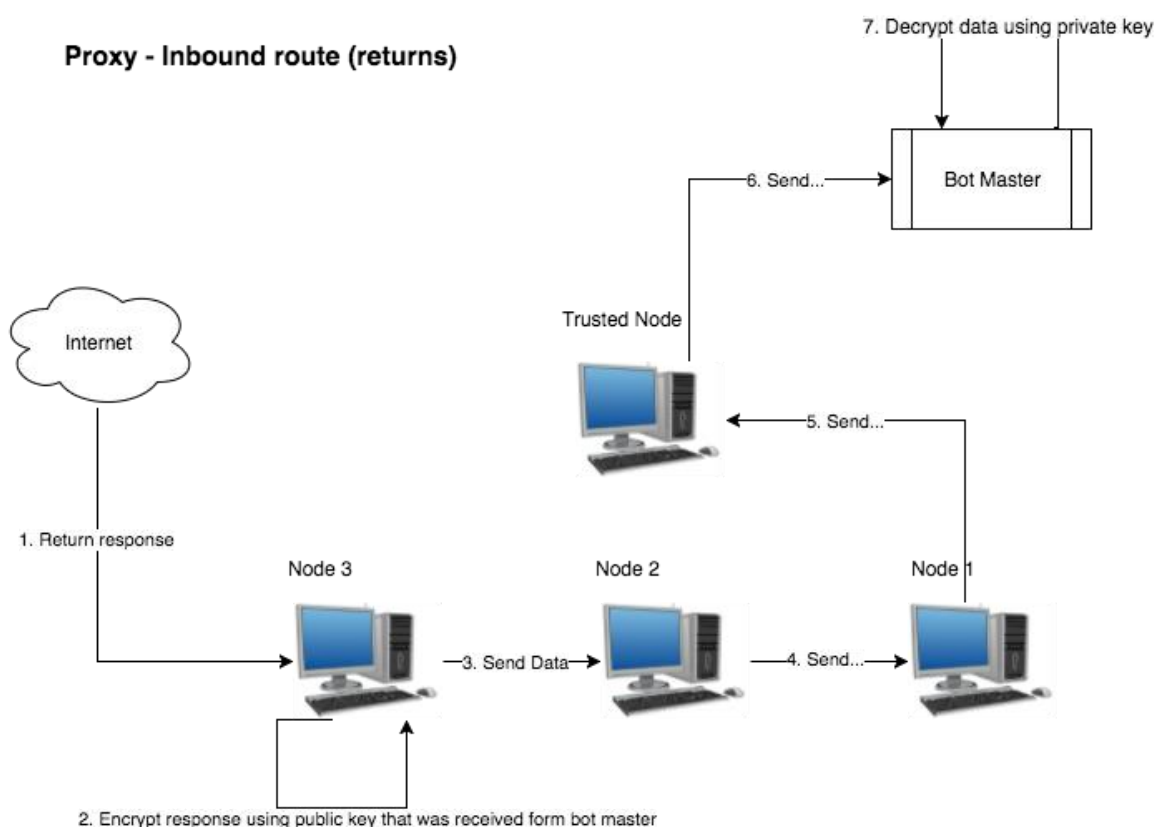 7. Decrypt data using private key
Proxy - Inbound route (returns)
6. Send...
Bot Master
Trusted Node
Internet
5. Send...
1. Return response
Node 3
Node 2
Node 1
3. Send Data
4. Send...
2. Encrypt response using public key that was received form bot master